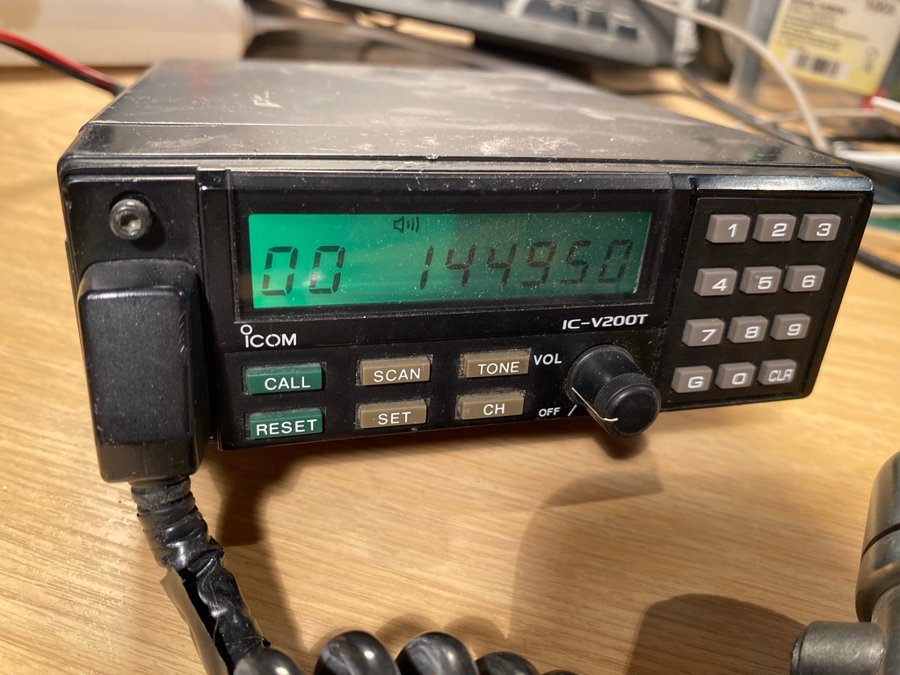 00 144950
ICOM
IC-V200T
CALL SCAN TONE VOL
RESET SET CH OFF
1 2 3
4 5 6
7 8 9
G 0 CLR